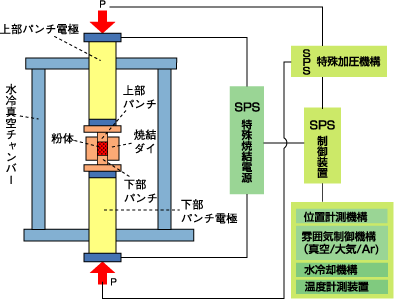 P
上部パンチ電極
SPS
特殊加圧機構
水冷真空チャンバー
上部
パンチ
SPS
特殊焼結電源
SPS
制御装置
粉体
焼結
ダイ
下部
パンチ
下部
パンチ電極
位置計測機構
雰囲気制御機構
(真空/大気/Ar)
水冷却機構
温度計測装置
P